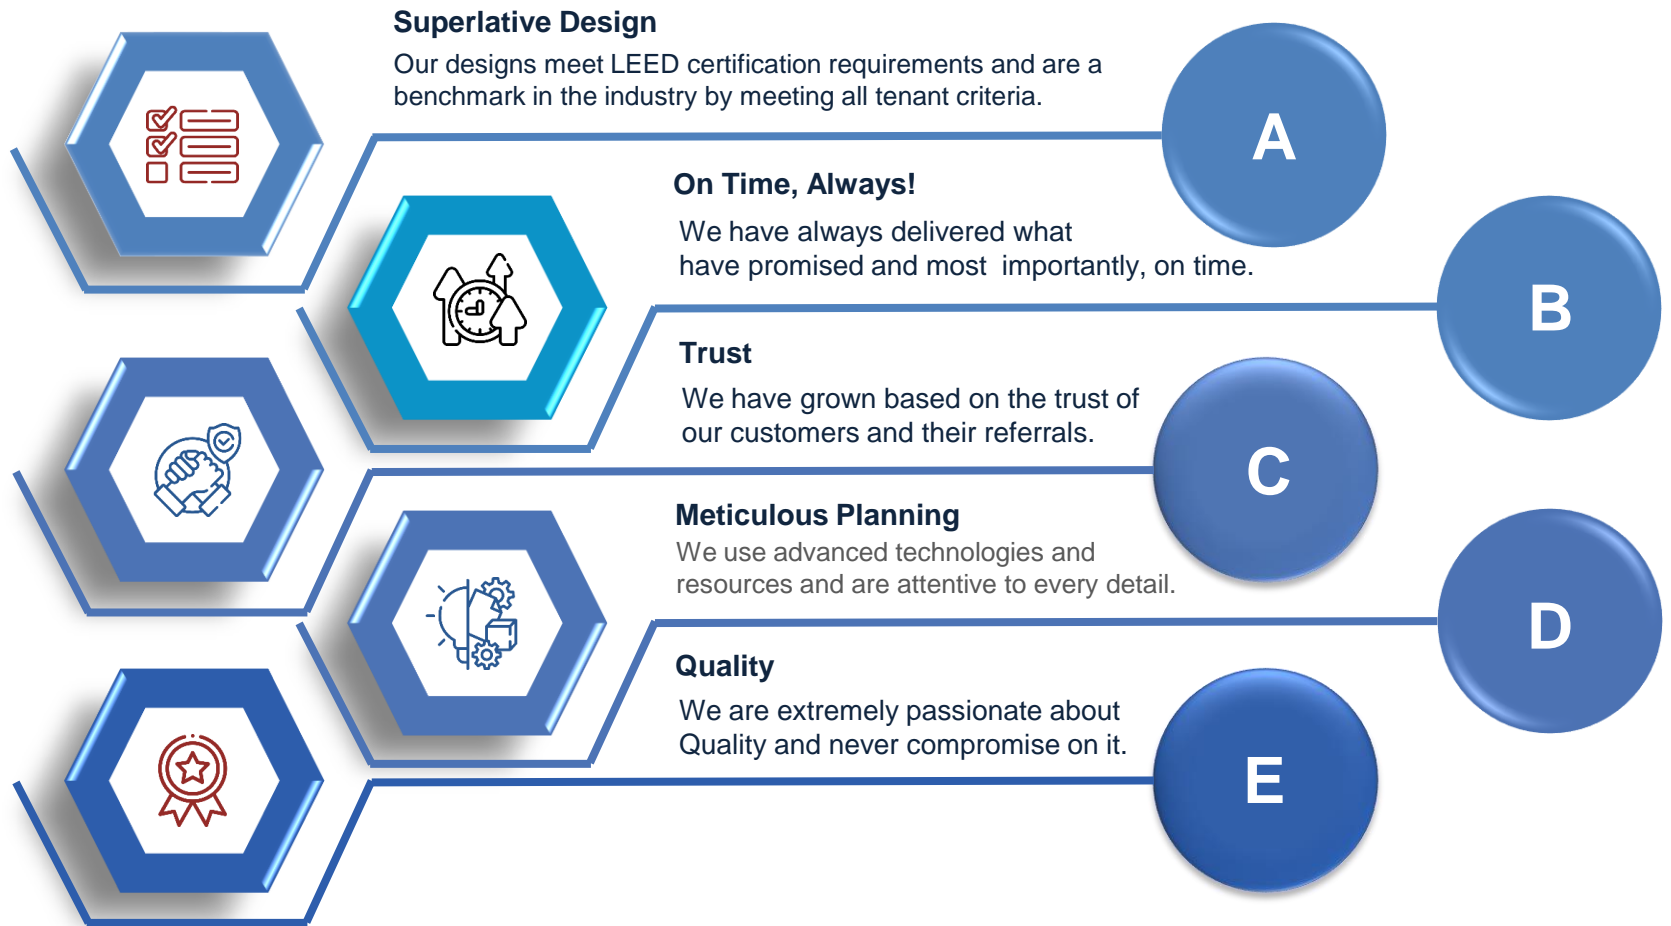 Superlative Design
Our designs meet LEED certification requirements and are a
benchmark in the industry by meeting all tenant criteria.
A
On Time, Always!
We have always delivered what
have promised and most  importantly, on time.
B
Trust
We have grown based on the trust of
our customers and their referrals.
C
Meticulous Planning
We use advanced technologies and
resources and are attentive to every detail.
D
Quality
We are extremely passionate about
Quality and never compromise on it.
E